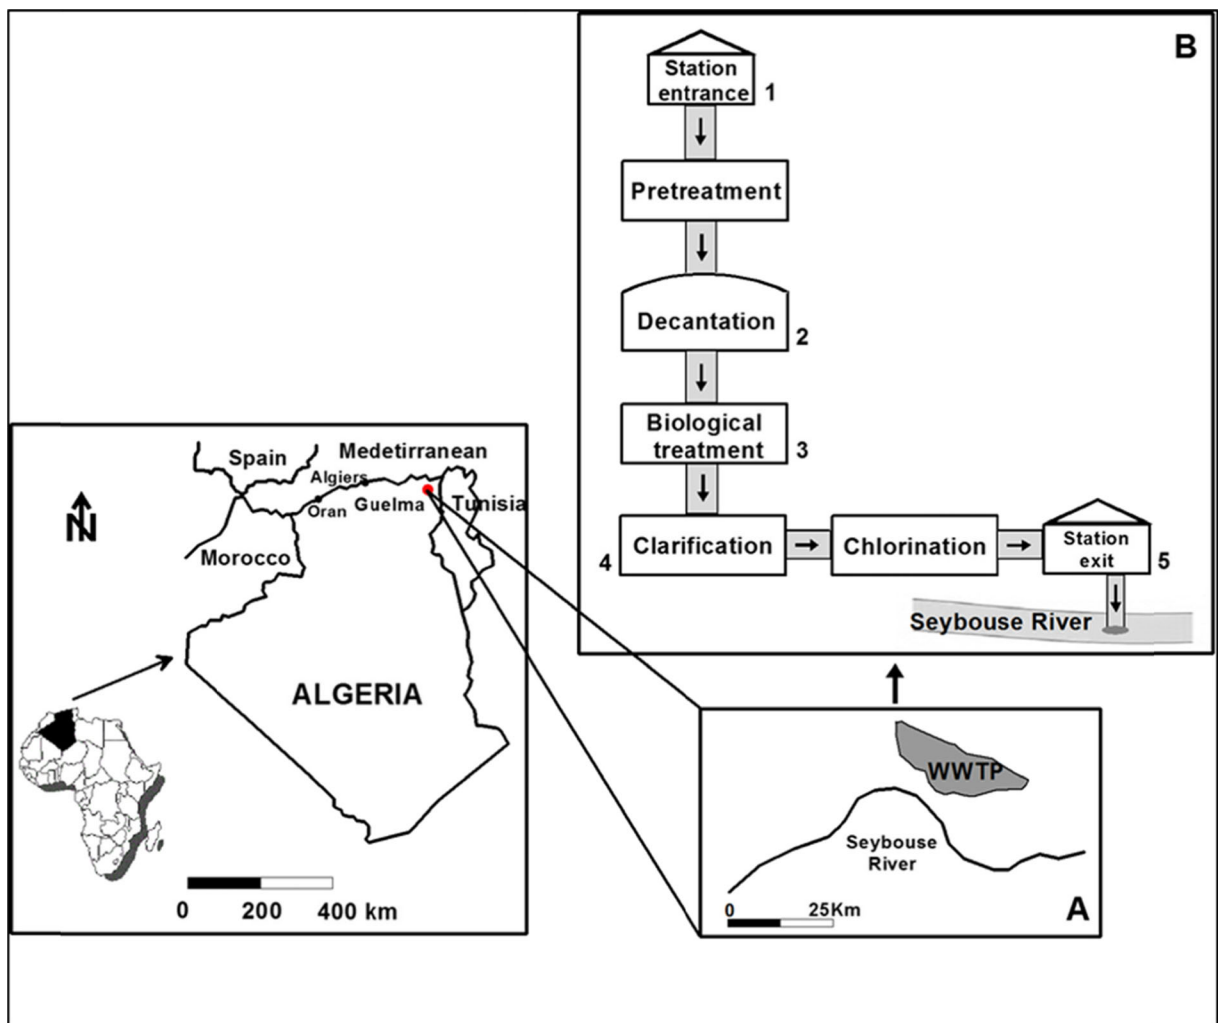 B
Station
entrance
1
Pretreatment
Decantation
2
Biological
treatment
3
4
Clarification
Chlorination
Station
exit
5
Seybouse River
Spain
Medetirranean
Algiers
Oran
Guelma
Tunisia
N
Morocco
ALGERIA
0 200 400 km
WWTP
Seybouse
River
0 25Km
A